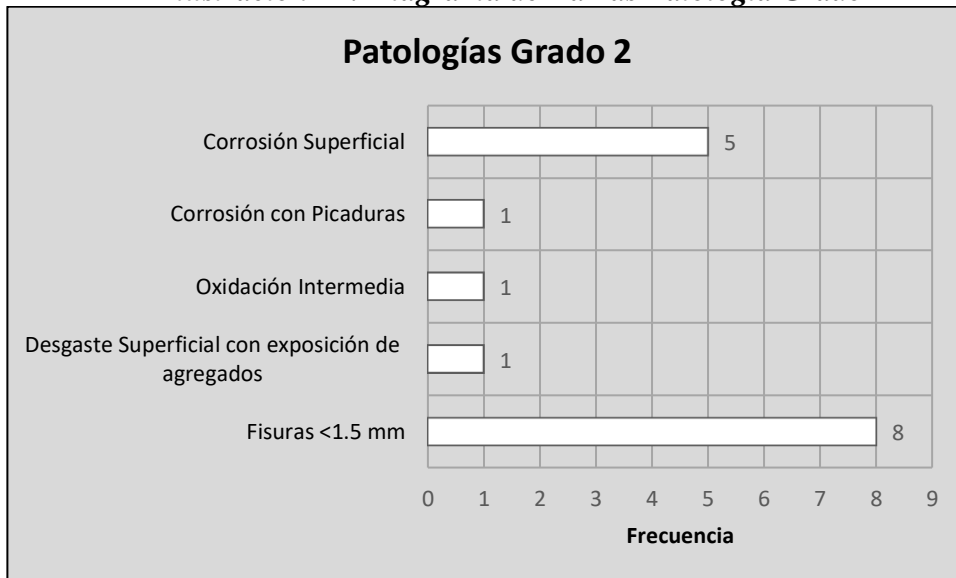 Patologías Grado 2
Corrosión Superficial
5
Corrosión con Picaduras
1
Oxidación Intermedia
1
Desgaste Superficial con exposición de
agregados
1
Fisuras <1.5 mm
8
0 1 2 3 4 5 6 7 8 9
Frecuencia